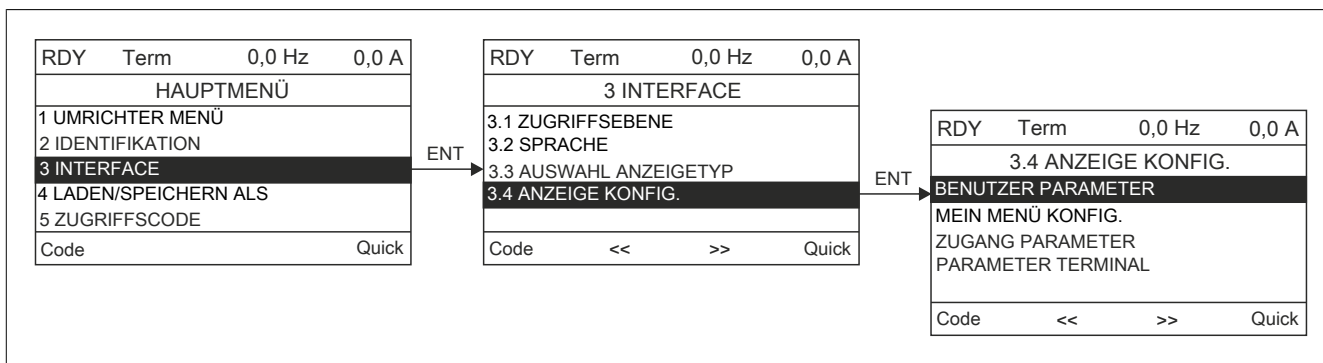 RDY Term 0,0 Hz 0,0 A
HAUPTMENÜ
1 UMRICHTER MENÜ
2 IDENTIFIKATION
3 INTERFACE
4 LADEN/SPEICHERN ALS
5 ZUGRIFFSCODE
Code Quick
ENT
RDY Term 0,0 Hz 0,0 A
3 INTERFACE
3.1 ZUGRIFFSEBENE
3.2 SPRACHE
3.3 AUSWAHL ANZEIGETYP
3.4 ANZEIGE KONFIG.
Code << >> Quick
ENT
RDY Term 0,0 Hz 0,0 A
3.4 ANZEIGE KONFIG.
BENUTZER PARAMETER
MEIN MENÜ KONFIG.
ZUGANG PARAMETER
PARAMETER TERMINAL
Code << >> Quick